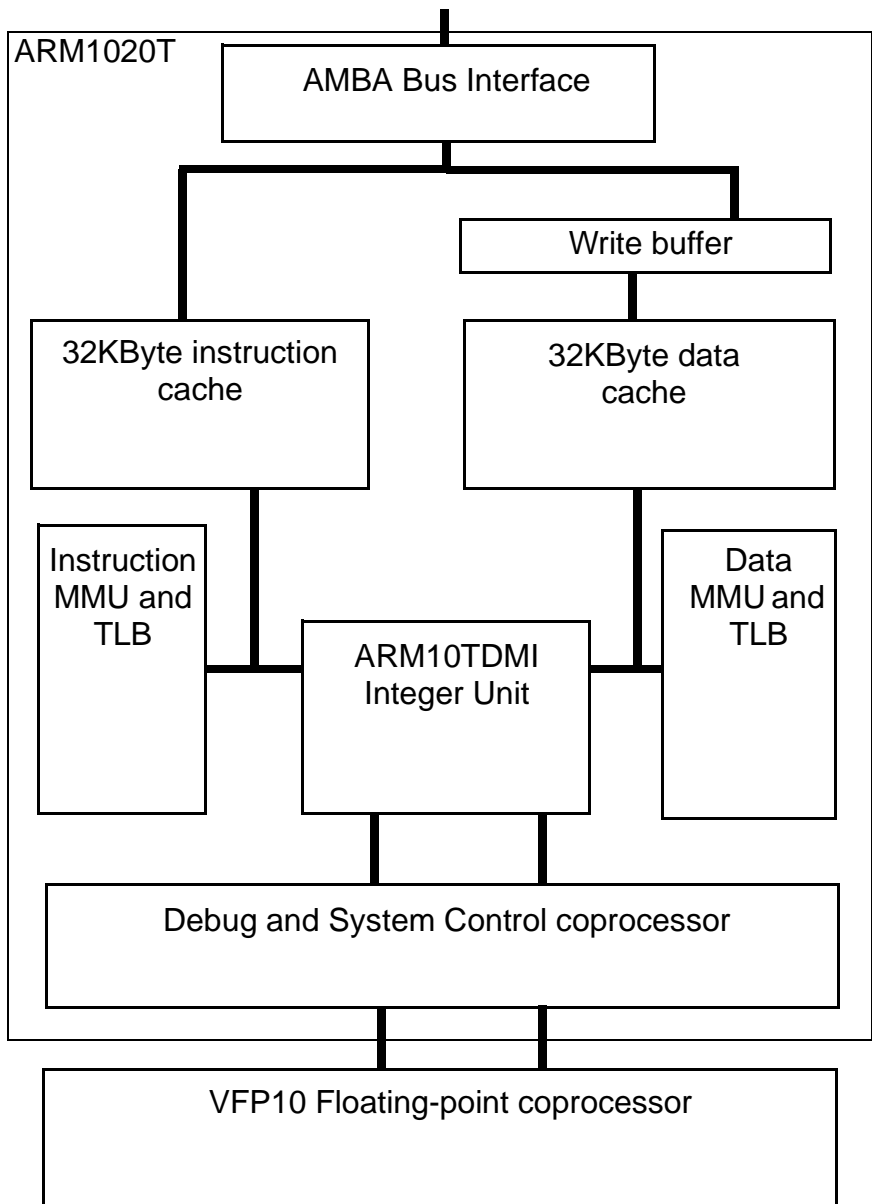 ARM1020T
AMBA Bus Interface
Write buffer
32KByte instruction
cache
32KByte data
cache
Instruction
MMU and
TLB
ARM10TDMI
Integer Unit
Data
MMU and
TLB
Debug and System Control coprocessor
VFP10 Floating-point coprocessor